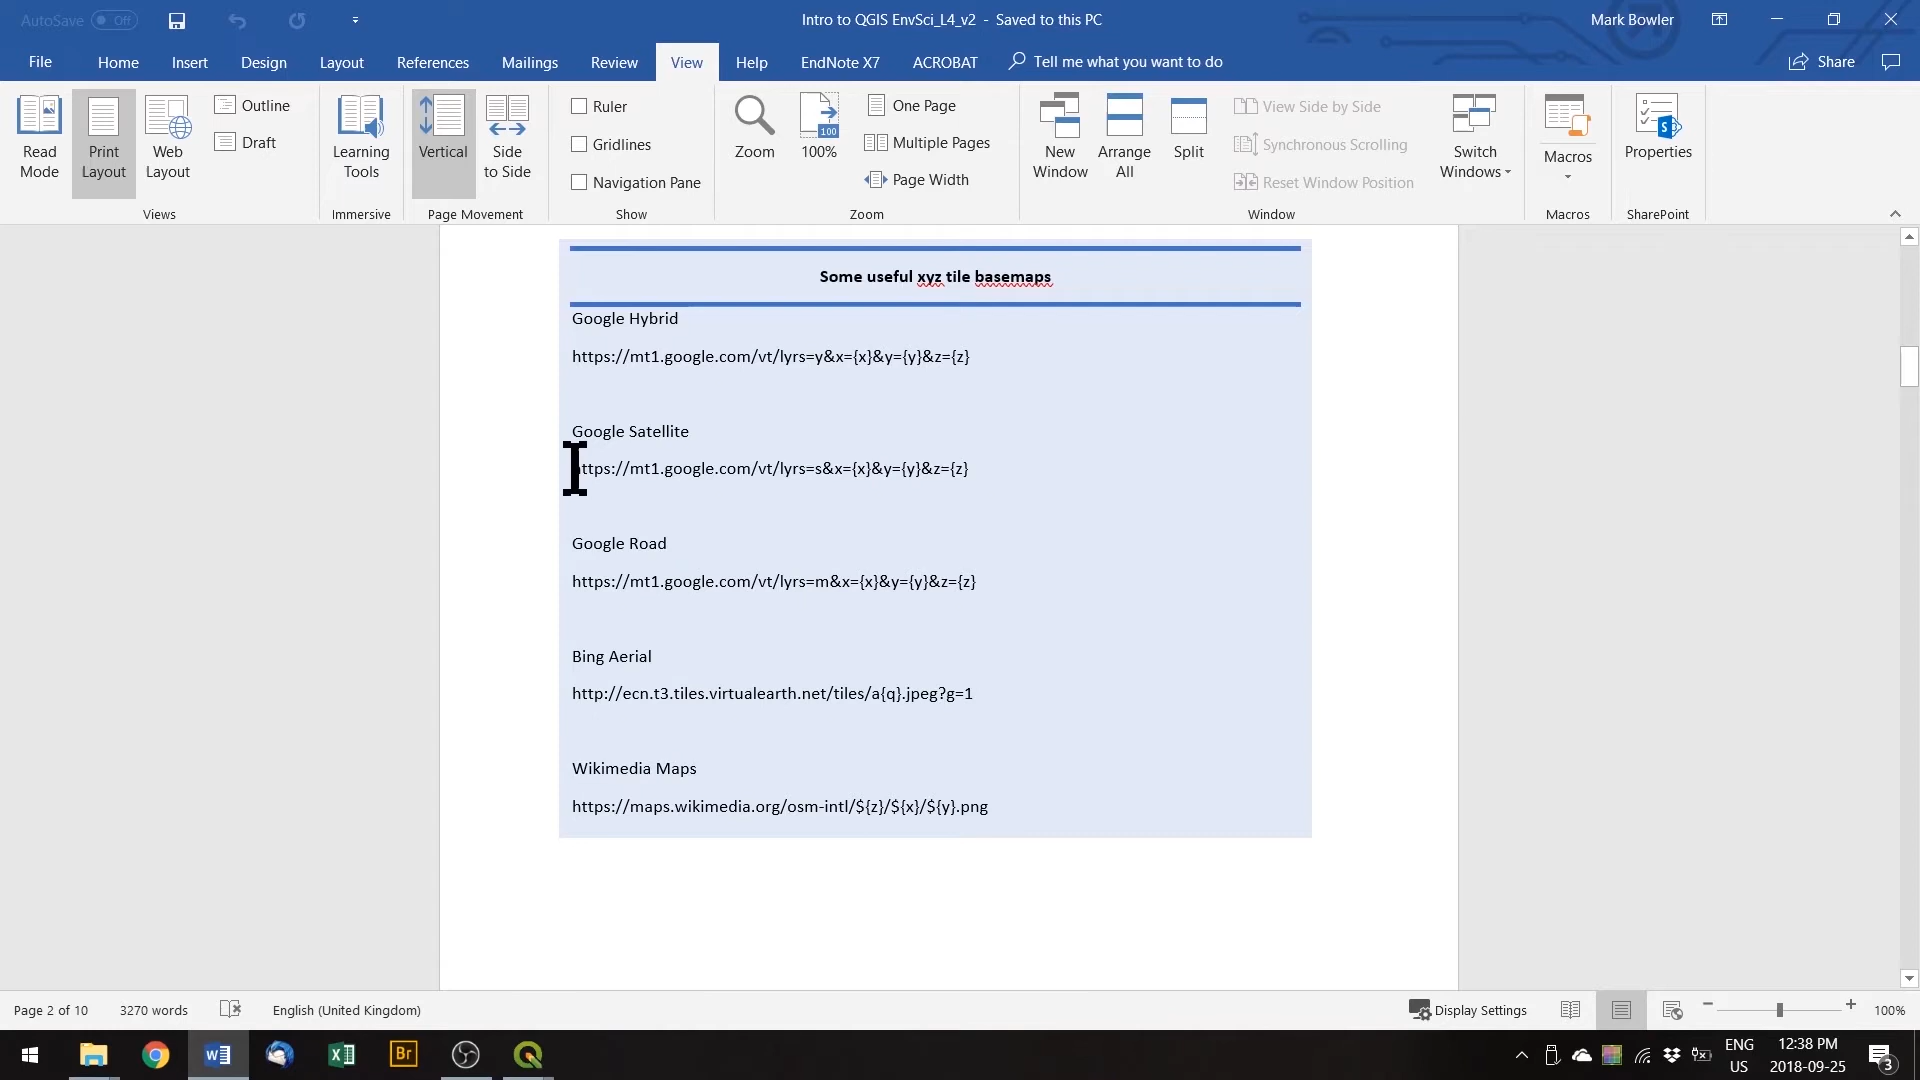 AutoSave Off
Intro to QGIS EnvSci_L4_v2 - Saved to this PC
Mark Bowler
File Home Insert Design Layout References Mailings Review View Help EndNote X7 ACROBAT Tell me what you want to do Share
Read Mode
Print Layout
Web Layout
Outline
Draft
Views
Learning Tools
Immersive
Vertical
Side to Side
Page Movement
Ruler
Gridlines
Navigation Pane
Show
Zoom
100
100%
One Page
Multiple Pages
Page Width
Zoom
New Window
Arrange All
Split
View Side by Side
Synchronous Scrolling
Reset Window Position
Switch Windows
Window
Macros
Macros
Properties
SharePoint
Some useful xyz tile basemaps
Google Hybrid
https://mt1.google.com/vt/lyrs=y&x={x}&y={y}&z={z}
Google Satellite
https://mt1.google.com/vt/lyrs=s&x={x}&y={y}&z={z}
Google Road
https://mt1.google.com/vt/lyrs=m&x={x}&y={y}&z={z}
Bing Aerial
http://ecn.t3.tiles.virtualearth.net/tiles/a{q}.jpeg?g=1
Wikimedia Maps
https://maps.wikimedia.org/osm-intl/${z}/${x}/${y}.png
Page 2 of 10 3270 words English (United Kingdom) Display Settings 100%
Br
ENG
US
12:38 PM
2018-09-25
3